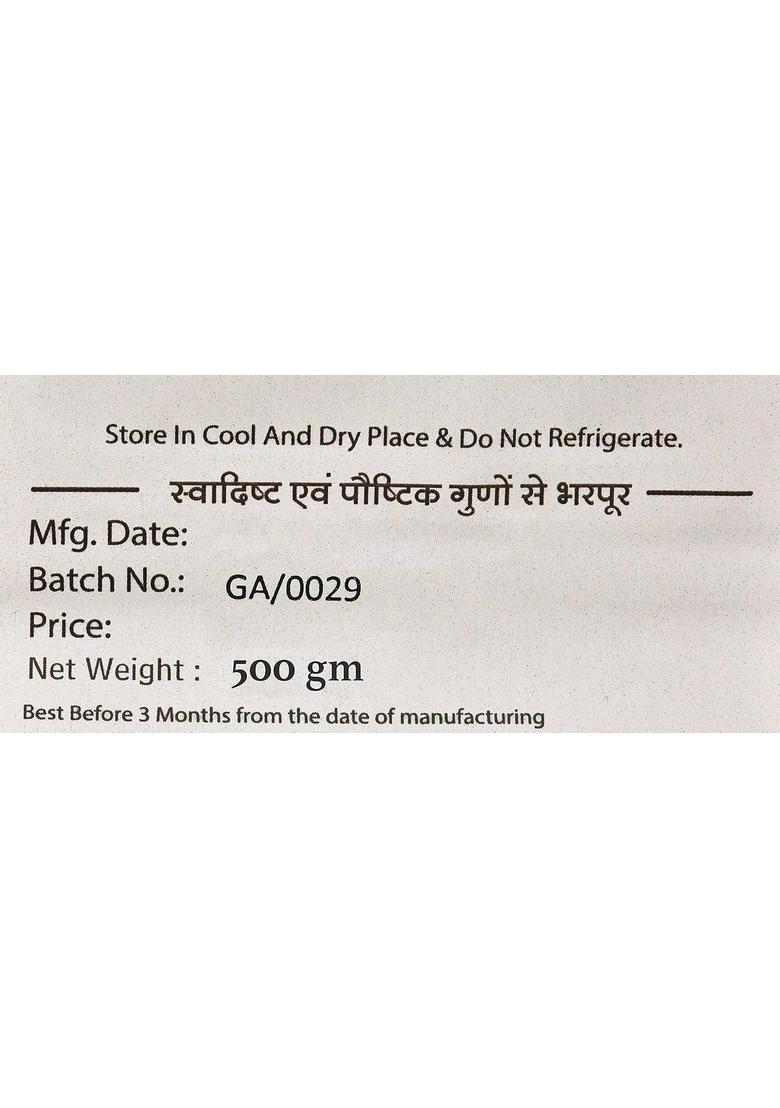 Store In Cool And Dry Place & Do Not Refrigerate.
स्वादिष्ट एवं पौष्टिक गुणों से भरपूर
Mfg. Date:
Batch No.: GA/0029
Price:
Net Weight : 500 gm
Best Before 3 Months from the date of manufacturing